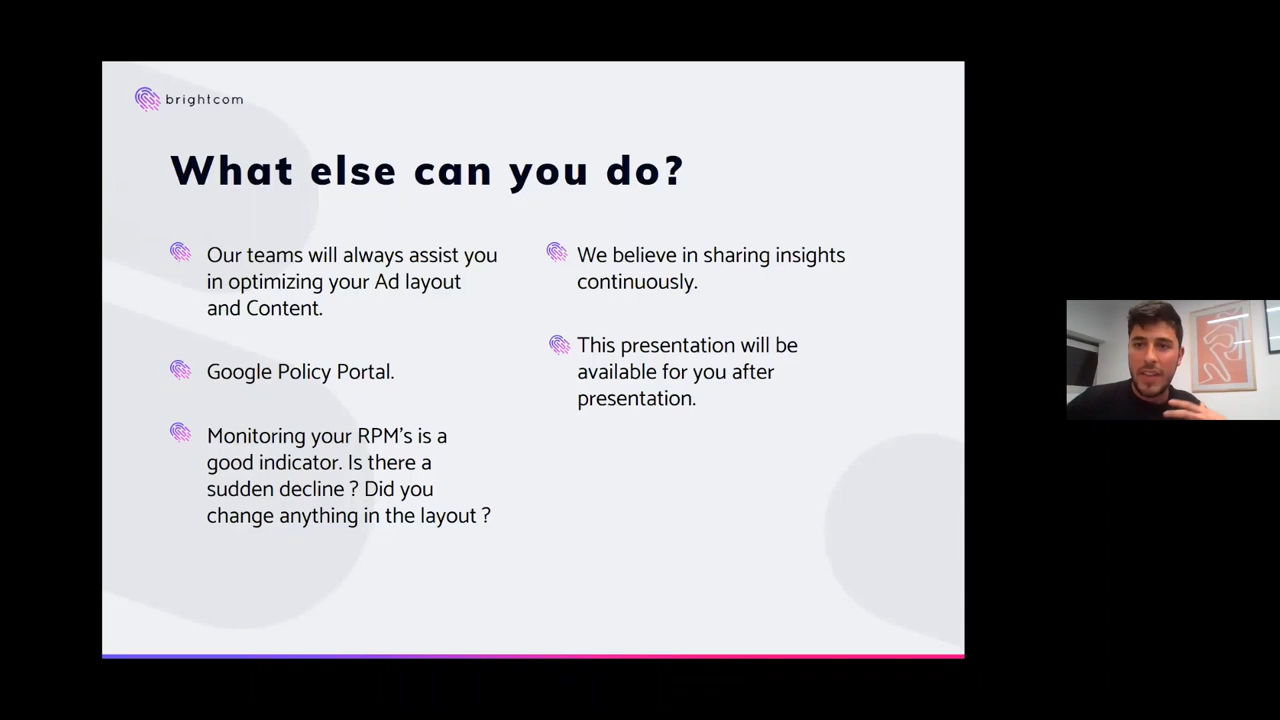 brightcom
What else can you do?
Our teams will always assist you
in optimizing your Ad layout
and Content.
Google Policy Portal.
Monitoring your RPM's is a
good indicator. Is there a
sudden decline ? Did you
change anything in the layout ?
We believe in sharing insights
continuously.
This presentation will be
available for you after
presentation.